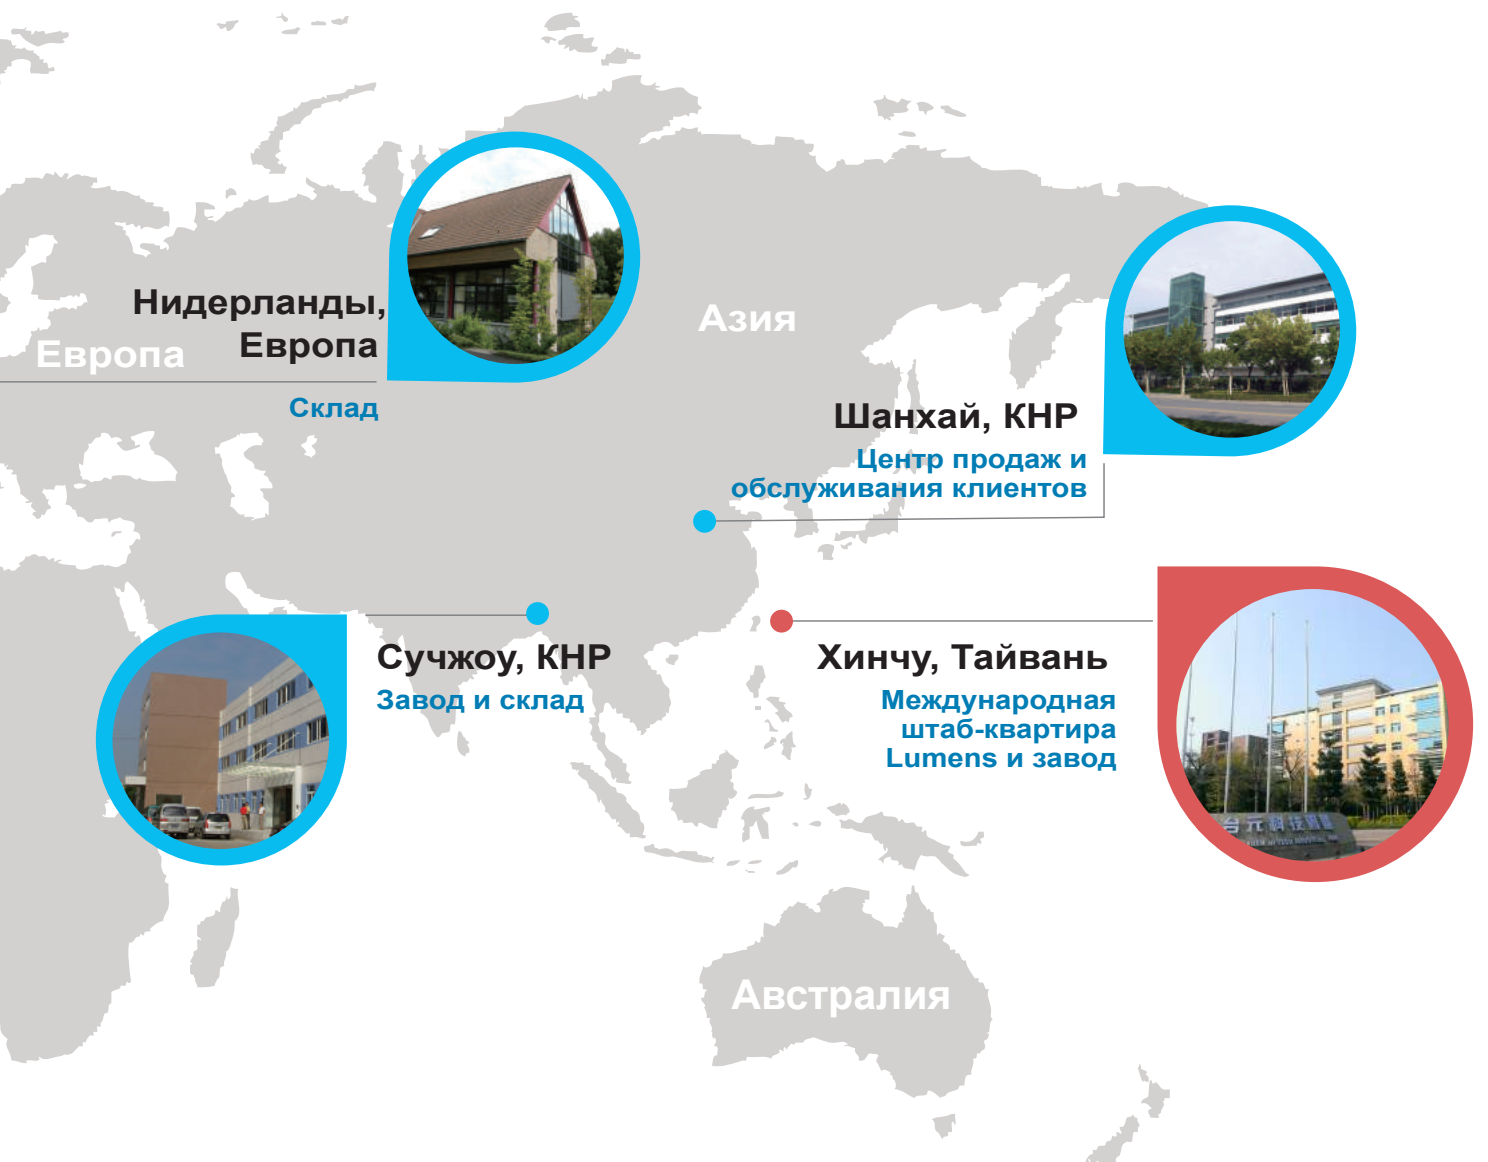 Нидерланды,
Европа
Европа
Склад
Азия
Шанхай, КНР
Центр продаж и
обслуживания клиентов
Сучжоу, КНР
Завод и склад
Хинчу, Тайвань
Международная
штаб-квартира
Lumens и завод
Австралия